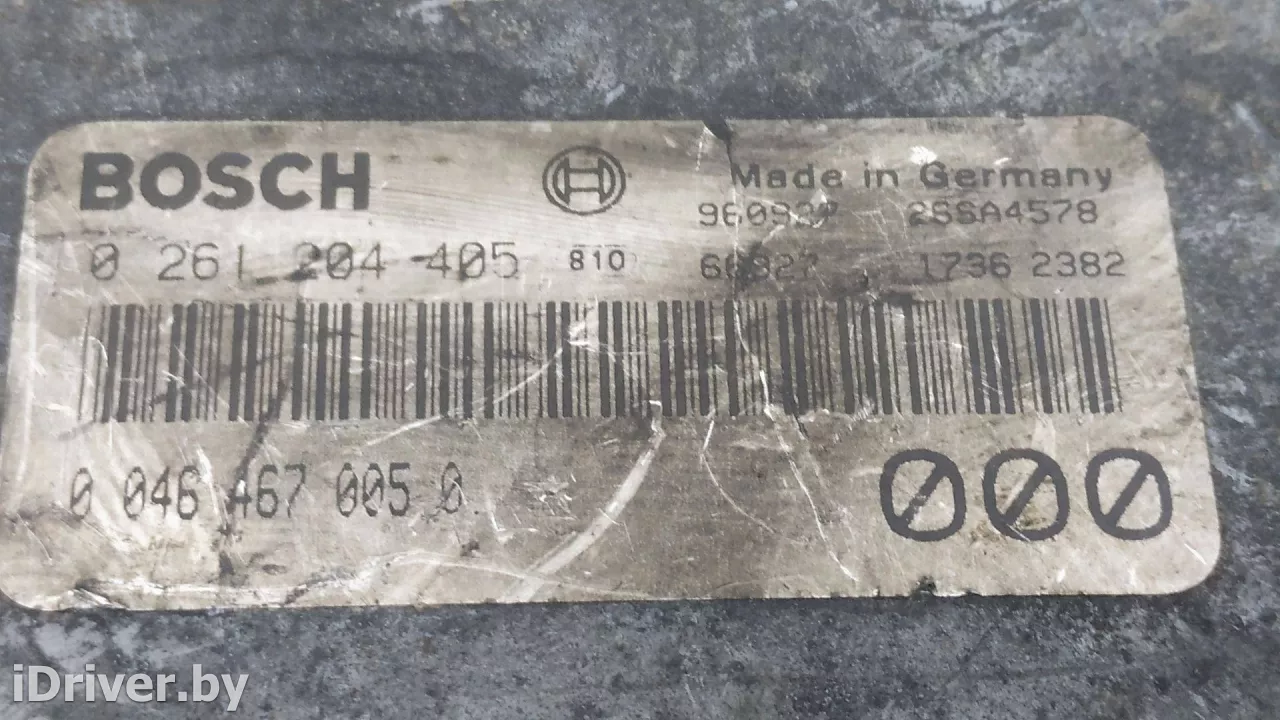 BOSCH
Made in Germany
26SA4578
0 261 204 405 810
1736 2382
0 046 467 005 0
000
iDriver.by